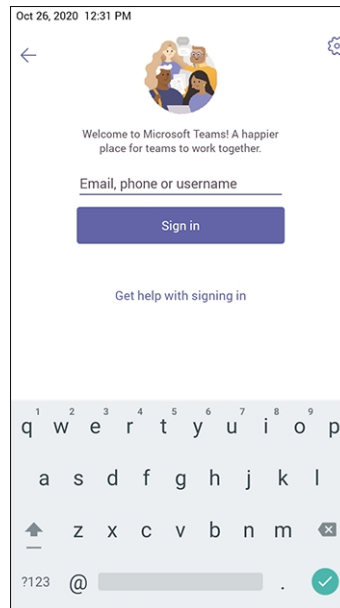 Oct 26, 2020 12:31 PM
Welcome to Microsoft Teams! A happier
place for teams to work together.
Email, phone or username
Sign in
Get help with signing in
1 2 3 4 5 6 7 8 9
q w e r t y u i o p
a s d f g h j k l
z x c v b n m
?123 @ .